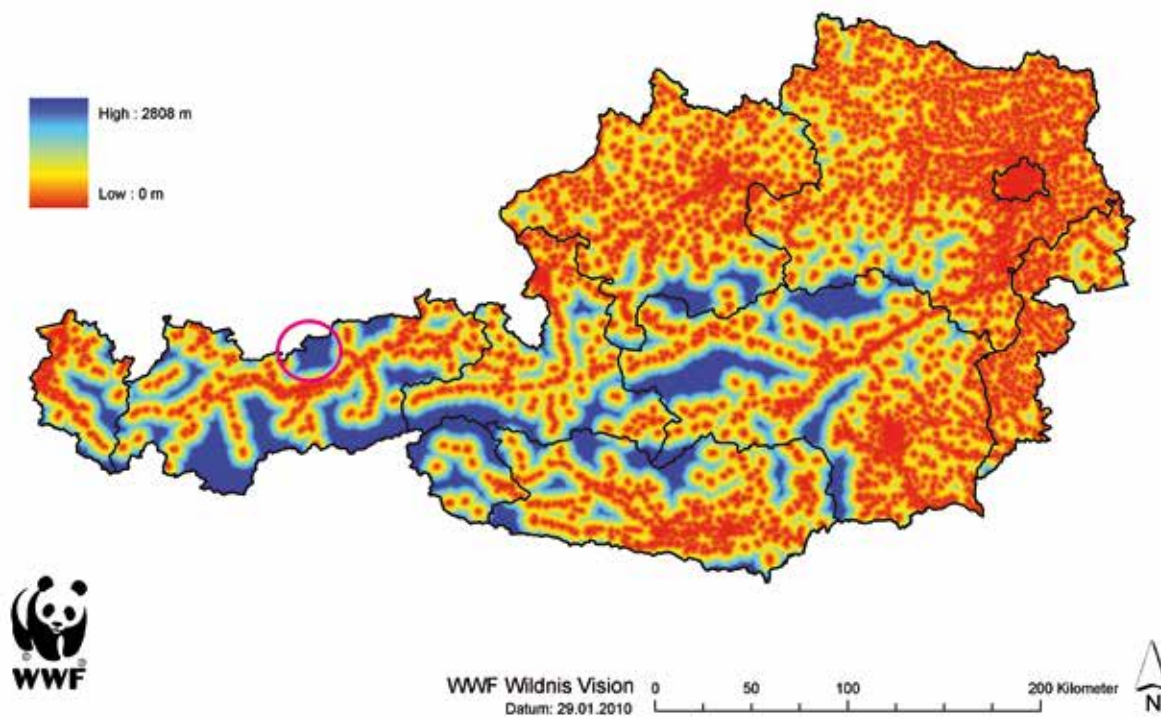 High : 2808 m
Low : 0 m
WWF
WWF Wildnis Vision
Datum: 29.01.2010
0 50 100 200 Kilometer
N